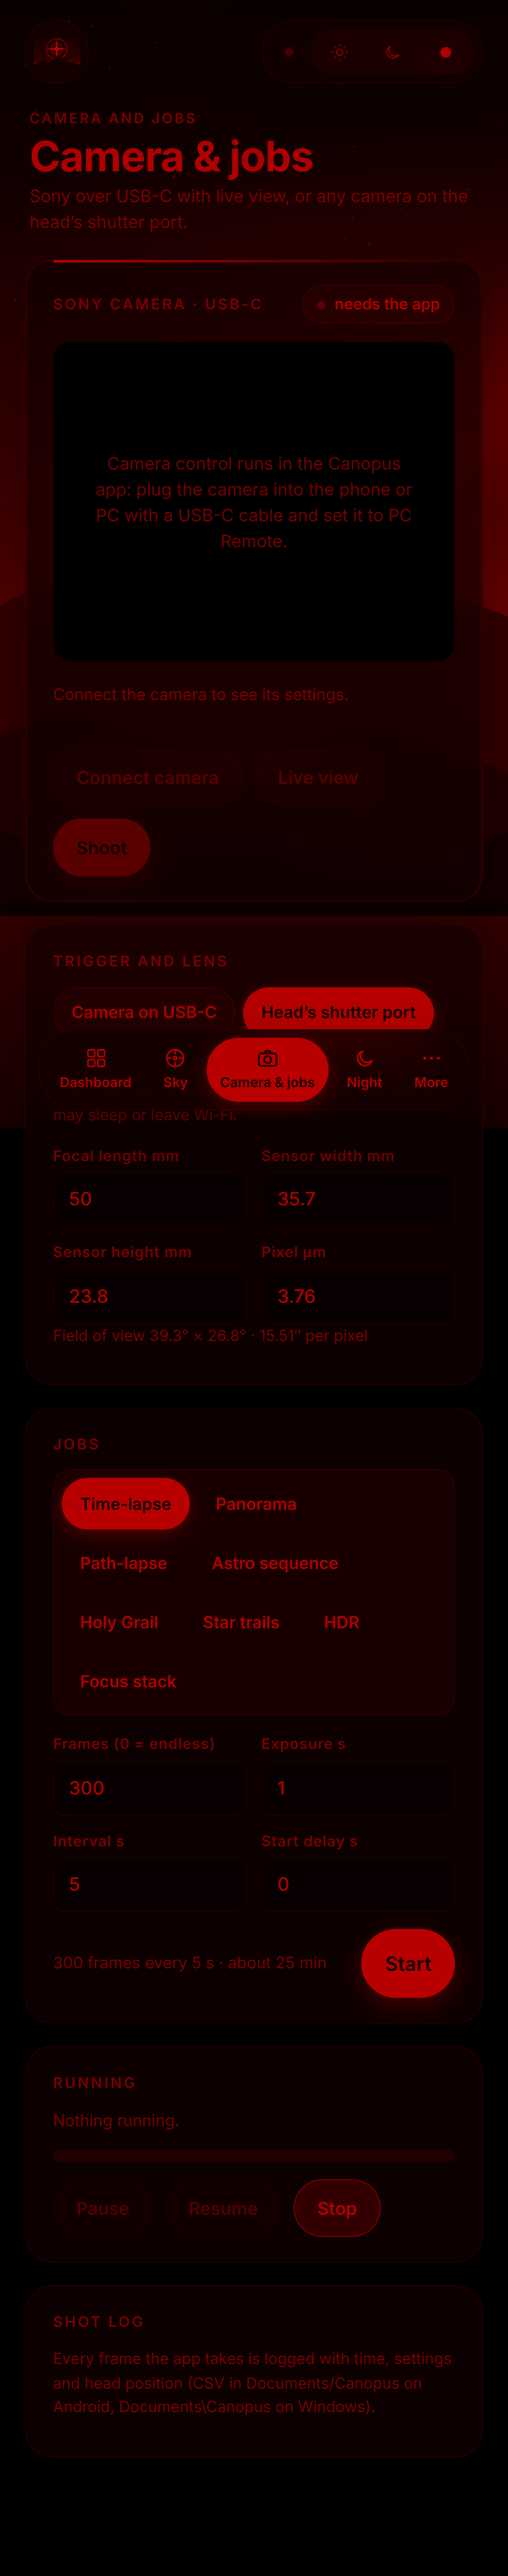 CAMERA AND JOBS
Camera & jobs
Sony over USB-C with live view, or any camera on the
head's shutter port.
SONY CAMERA · USB-C
needs the app
Camera control runs in the Canopus
app: plug the camera into the phone or
PC with a USB-C cable and set it to PC
Remote.
Connect the camera to see its settings.
Connect camera
Live view
Shoot
TRIGGER AND LENS
Camera on USB-C
Head's shutter port
Dashboard
Sky
Camera & jobs
Night
More
may sleep or leave Wi-Fi.
Focal length mm
Sensor width mm
50
35.7
Sensor height mm
Pixel µm
23.8
3.76
Field of view 39.3° × 26.8° · 15.51″ per pixel
JOBS
Time-lapse
Panorama
Path-lapse
Astro sequence
Holy Grail
Star trails
HDR
Focus stack
Frames (0 = endless)
Exposure s
300
1
Interval s
Start delay s
5
0
300 frames every 5 s · about 25 min
Start
RUNNING
Nothing running.
Pause
Resume
Stop
SHOT LOG
Every frame the app takes is logged with time, settings
and head position (CSV in Documents/Canopus on
Android, Documents\Canopus on Windows).